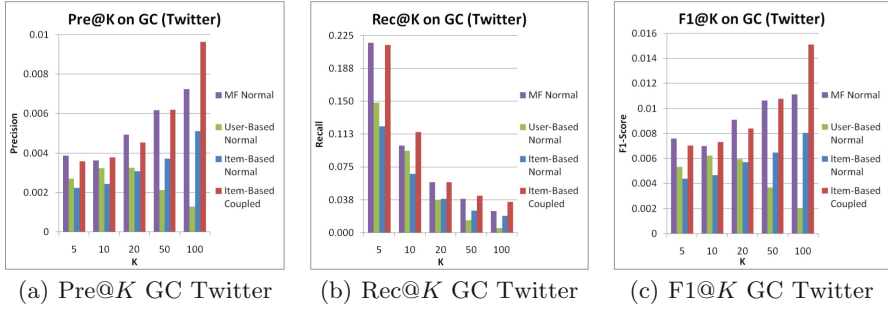 Pre@K on GC (Twitter)
0.01
0.008
0.006
0.004
0.002
0
Precision
5 10 20 50 100
K
MF Normal
User-Based
Normal
Item-Based
Normal
Item-Based
Coupled
(a) Pre@K GC Twitter
Rec@K on GC (Twitter)
0.225
0.188
0.150
0.113
0.075
0.038
0.000
Recall
5 10 20 50 100
K
MF Normal
User-Based
Normal
Item-Based
Normal
Item-Based
Coupled
(b) Rec@K GC Twitter
F1@K on GC (Twitter)
0.016
0.014
0.012
0.01
0.008
0.006
0.004
0.002
0
F1-Score
5 10 20 50 100
K
MF Normal
User-Based
Normal
Item-Based
Normal
Item-Based
Coupled
(c) F1@K GC Twitter